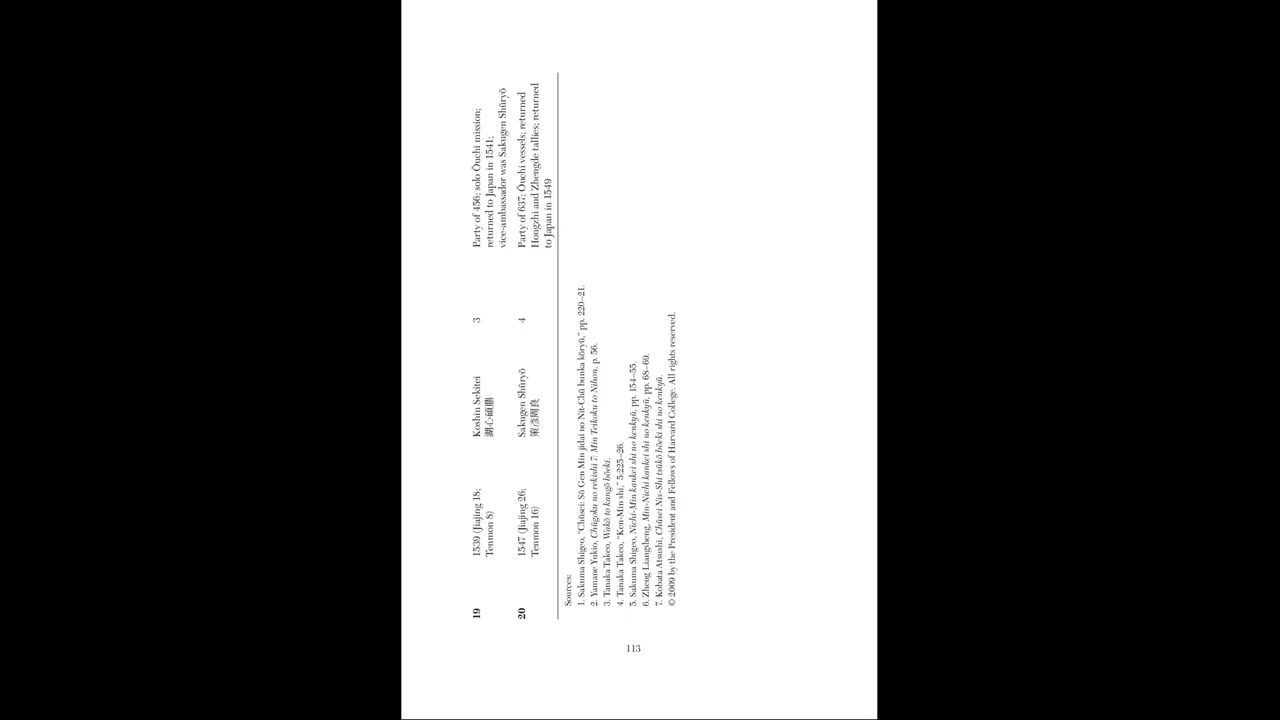 19 1539 (Jiajing 18; Koshin Sekitei 3 Party of 456; solo Ōuchi mission;
Tenmon 8) 湖心碩鼎 returned to Japan in 1541;
vice-ambassador was Sakugen Shūryō
20 1547 (Jiajing 26; Sakugen Shūryō 4 Party of 637; Ōuchi vessels; returned
Tenmon 16) 策彦周良 Hongzhi and Zhengde tallies; returned
to Japan in 1549
Sources:
1. Sakuma Shigeo, “Chūsei: Sō Gen Min jidai no Nit-Chū bunka kōryū,” pp. 220–21.
2. Yamane Yukio, Chūgoku no rekishi 7: Min Teikoku to Nihon, p. 56.
3. Tanaka Takeo, Wakō to kangō bōeki.
4. Tanaka Takeo, “Ken-Min shi,” 5:225–26.
5. Sakuma Shigeo, Nichi-Min kankei shi no kenkyū, pp. 154–55.
6. Zheng Liangsheng, Min-Nichi kankei shi no kenkyū, pp. 68–69.
7. Kobata Atsushi, Chūsei Nis-Shi tsūkō bōeki shi no kenkyū.
© 2009 by the President and Fellows of Harvard College. All rights reserved.
113